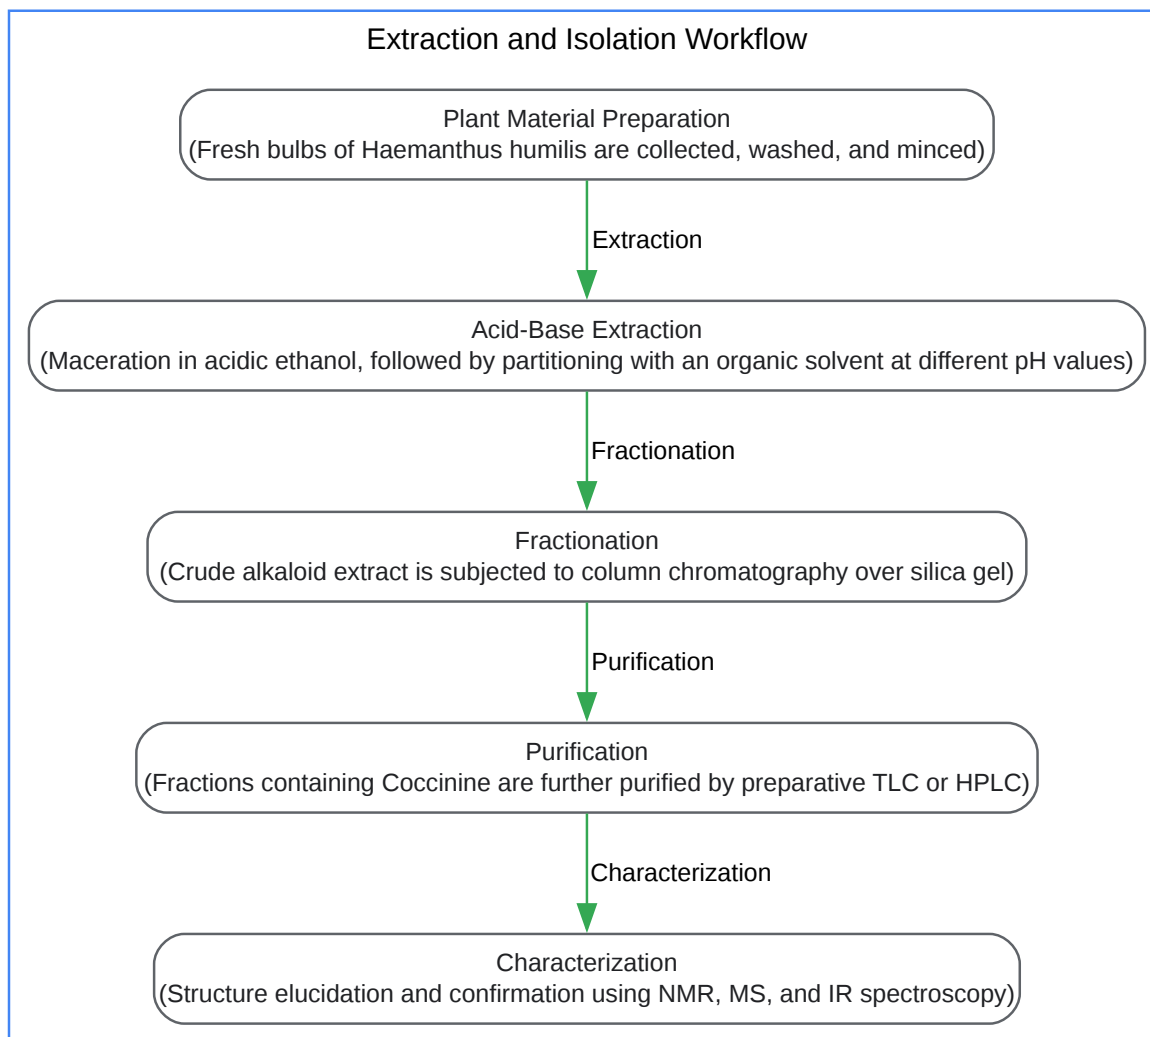 Extraction and Isolation Workflow
Plant Material Preparation
(Fresh bulbs of Haemanthus humilis are collected, washed, and minced)
Extraction
Acid-Base Extraction
(Maceration in acidic ethanol, followed by partitioning with an organic solvent at different pH values)
Fractionation
Fractionation
(Crude alkaloid extract is subjected to column chromatography over silica gel)
Purification
Purification
(Fractions containing Coccinine are further purified by preparative TLC or HPLC)
Characterization
Characterization
(Structure elucidation and confirmation using NMR, MS, and IR spectroscopy)